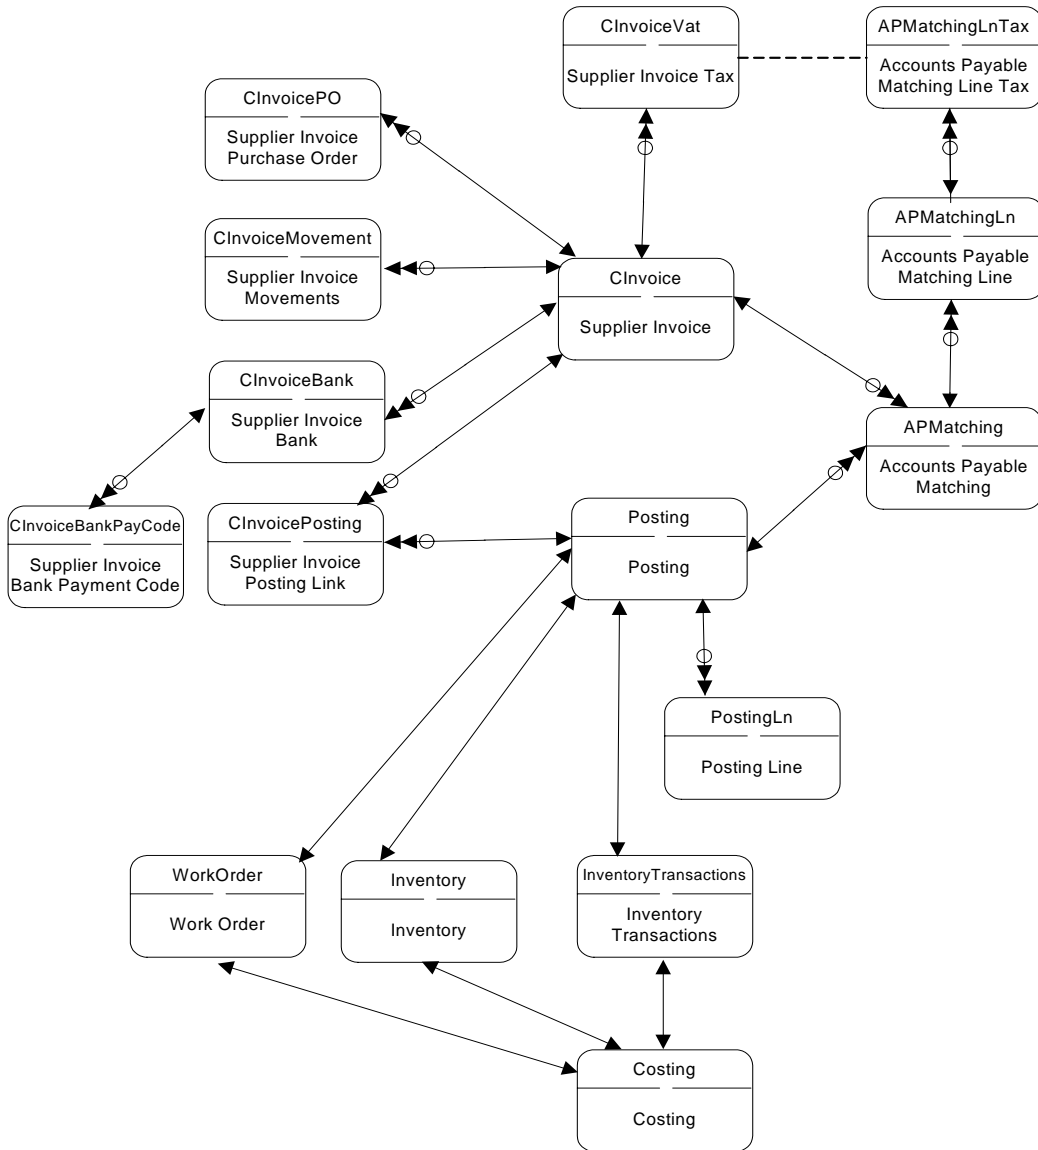 CInvoiceVat
Supplier Invoice Tax
APMatchingLnTax
Accounts Payable
Matching Line Tax
CInvoicePO
Supplier Invoice
Purchase Order
APMatchingLn
Accounts Payable
Matching Line
CInvoiceMovement
Supplier Invoice
Movements
CInvoice
Supplier Invoice
CInvoiceBank
Supplier Invoice
Bank
APMatching
Accounts Payable
Matching
CInvoiceBankPayCode
Supplier Invoice
Bank Payment Code
CInvoicePosting
Supplier Invoice
Posting Link
Posting
Posting
PostingLn
Posting Line
WorkOrder
Work Order
Inventory
Inventory
InventoryTransactions
Inventory
Transactions
Costing
Costing